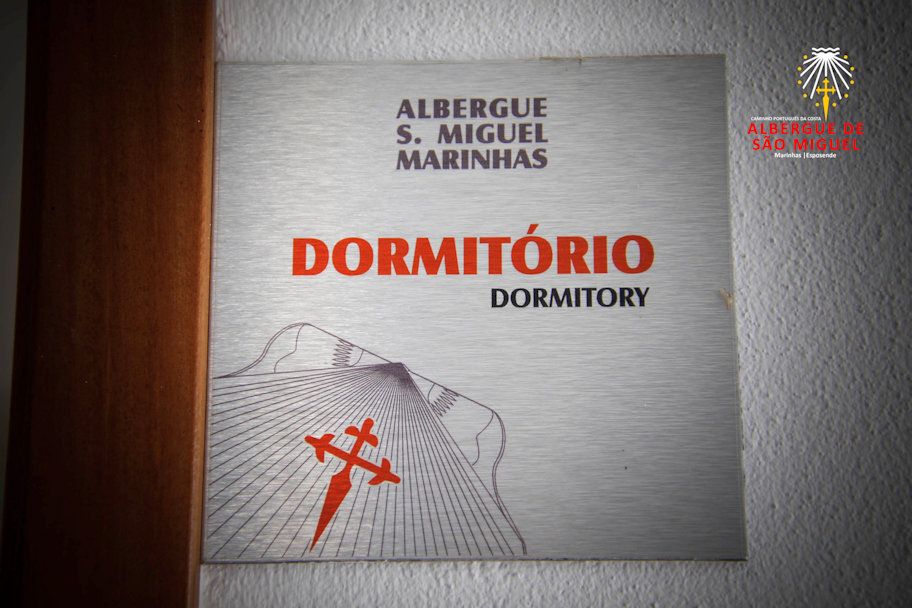 ALBERGUE
S. MIGUEL
MARINHAS
DORMITÓRIO
DORMITORY
CAMINHO PORTUGUÊS DA COSTA
ALBERGUE DE
SÃO MIGUEL
Marinhas | Esposende